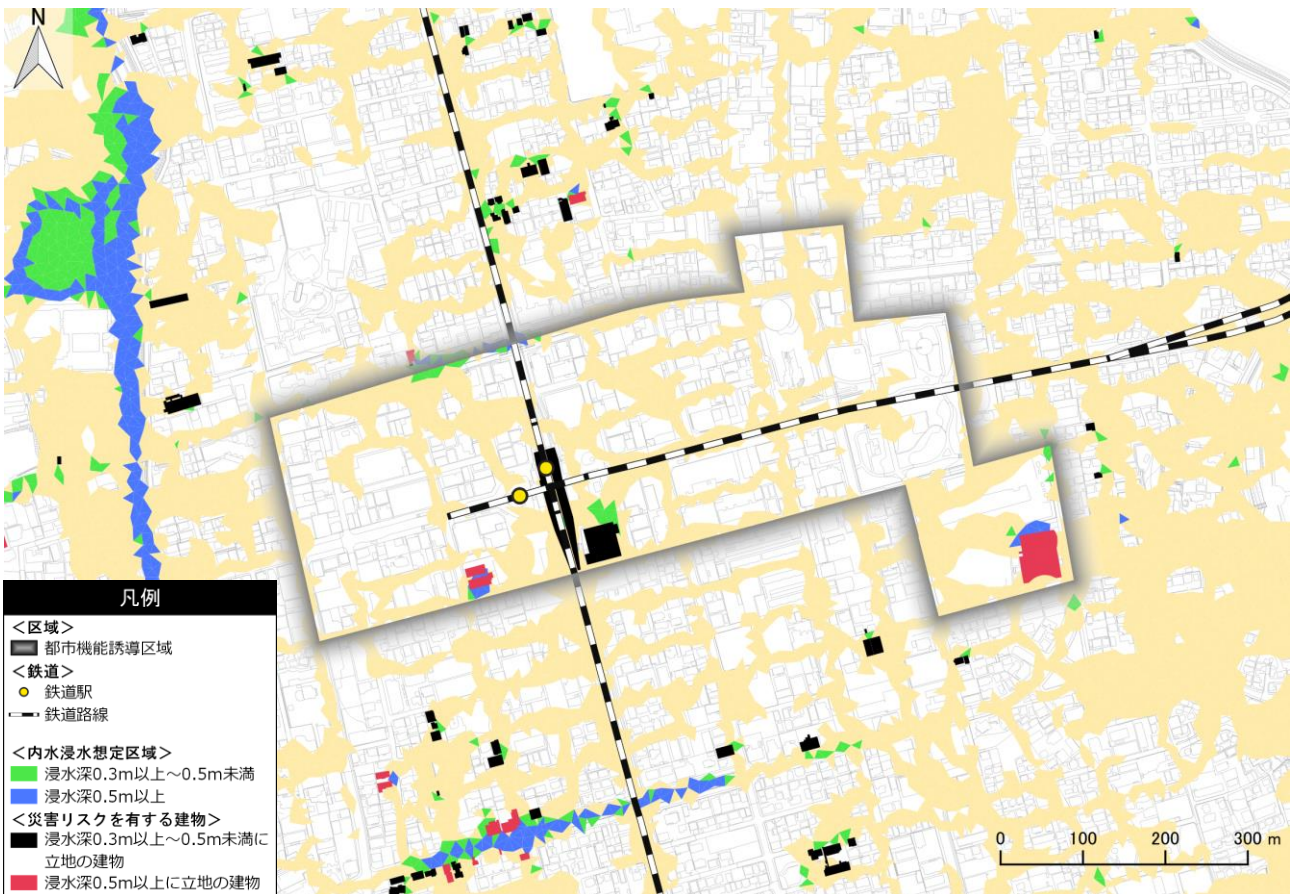 N
凡例
<区域>
都市機能誘導区域
<鉄道>
鉄道駅
鉄道路線
<内水浸水想定区域>
浸水深0.3m以上～0.5m未満
浸水深0.5m以上
<災害リスクを有する建物>
浸水深0.3m以上～0.5m未満に
立地の建物
浸水深0.5m以上に立地の建物
0 100 200 300 m